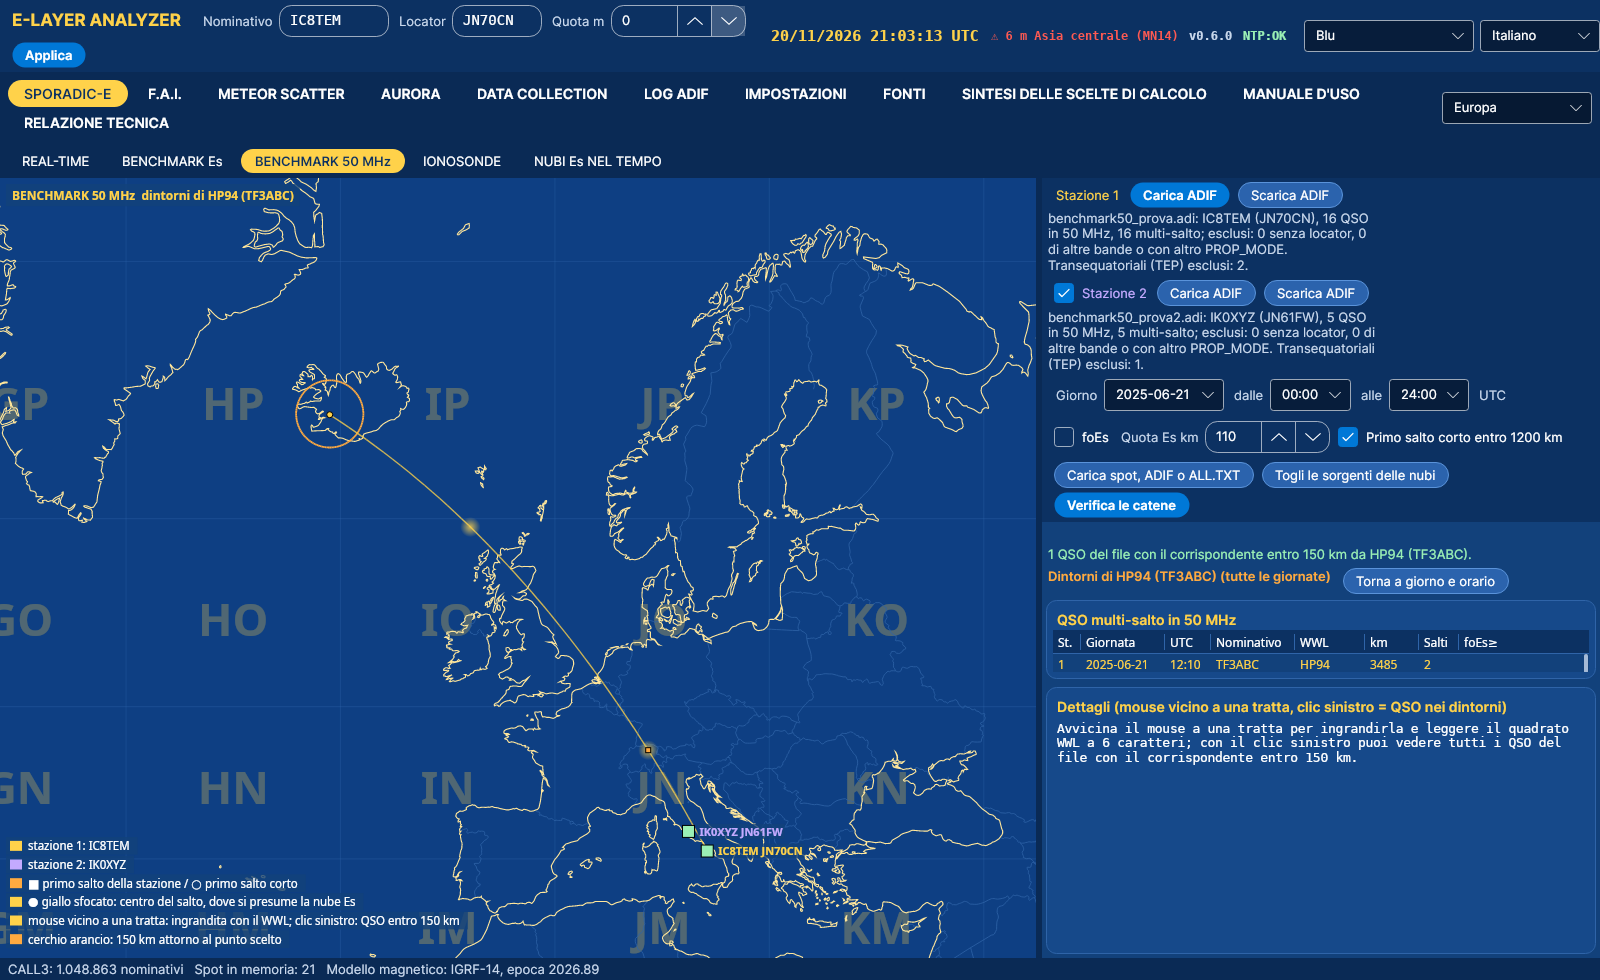 E-LAYER ANALYZER
Nominativo IC8TEM Locator JN70CN Quota m 0
20/11/2026 21:03:13 UTC ⚠ 6 m Asia centrale (MN14) v0.6.0 NTP:OK Blu Italiano
Applica
SPORADIC-E F.A.I. METEOR SCATTER AURORA DATA COLLECTION LOG ADIF IMPOSTAZIONI FONTI SINTESI DELLE SCELTE DI CALCOLO MANUALE D'USO
RELAZIONE TECNICA
Europa
REAL-TIME BENCHMARK Es BENCHMARK 50 MHz IONOSONDE NUBI Es NEL TEMPO
BENCHMARK 50 MHz dintorni di HP94 (TF3ABC)
GP HP IP JP KP
GO HO IO JO KO
GN HN IN JN KN
IK0XYZ JN61FW
IC8TEM JN70CN
IM JM KM
stazione 1: IC8TEM
stazione 2: IK0XYZ
primo salto della stazione / ○ primo salto corto
giallo sfocato: centro del salto, dove si presume la nube Es
mouse vicino a una tratta: ingrandita con il WWL; clic sinistro: QSO entro 150 km
cerchio arancio: 150 km attorno al punto scelto
Stazione 1 Carica ADIF Scarica ADIF
benchmark50_prova.adi: IC8TEM (JN70CN), 16 QSO
in 50 MHz, 16 multi-salto; esclusi: 0 senza locator, 0
di altre bande o con altro PROP_MODE.
Transequatoriali (TEP) esclusi: 2.
Stazione 2 Carica ADIF Scarica ADIF
benchmark50_prova2.adi: IK0XYZ (JN61FW), 5 QSO
in 50 MHz, 5 multi-salto; esclusi: 0 senza locator, 0 di
altre bande o con altro PROP_MODE. Transequatoriali
(TEP) esclusi: 1.
Giorno 2025-06-21 dalle 00:00 alle 24:00 UTC
foEs Quota Es km 110 Primo salto corto entro 1200 km
Carica spot, ADIF o ALL.TXT Togli le sorgenti delle nubi
Verifica le catene
1 QSO del file con il corrispondente entro 150 km da HP94 (TF3ABC).
Dintorni di HP94 (TF3ABC) (tutte le giornate) Torna a giorno e orario
QSO multi-salto in 50 MHz
St. Giornata UTC Nominativo WWL km Salti foEs≥
1 2025-06-21 12:10 TF3ABC HP94 3485 2
Dettagli (mouse vicino a una tratta, clic sinistro = QSO nei dintorni)
Avvicina il mouse a una tratta per ingrandirla e leggere il quadrato
WWL a 6 caratteri; con il clic sinistro puoi vedere tutti i QSO del
file con il corrispondente entro 150 km.
CALL3: 1.048.863 nominativi Spot in memoria: 21 Modello magnetico: IGRF-14, epoca 2026.89